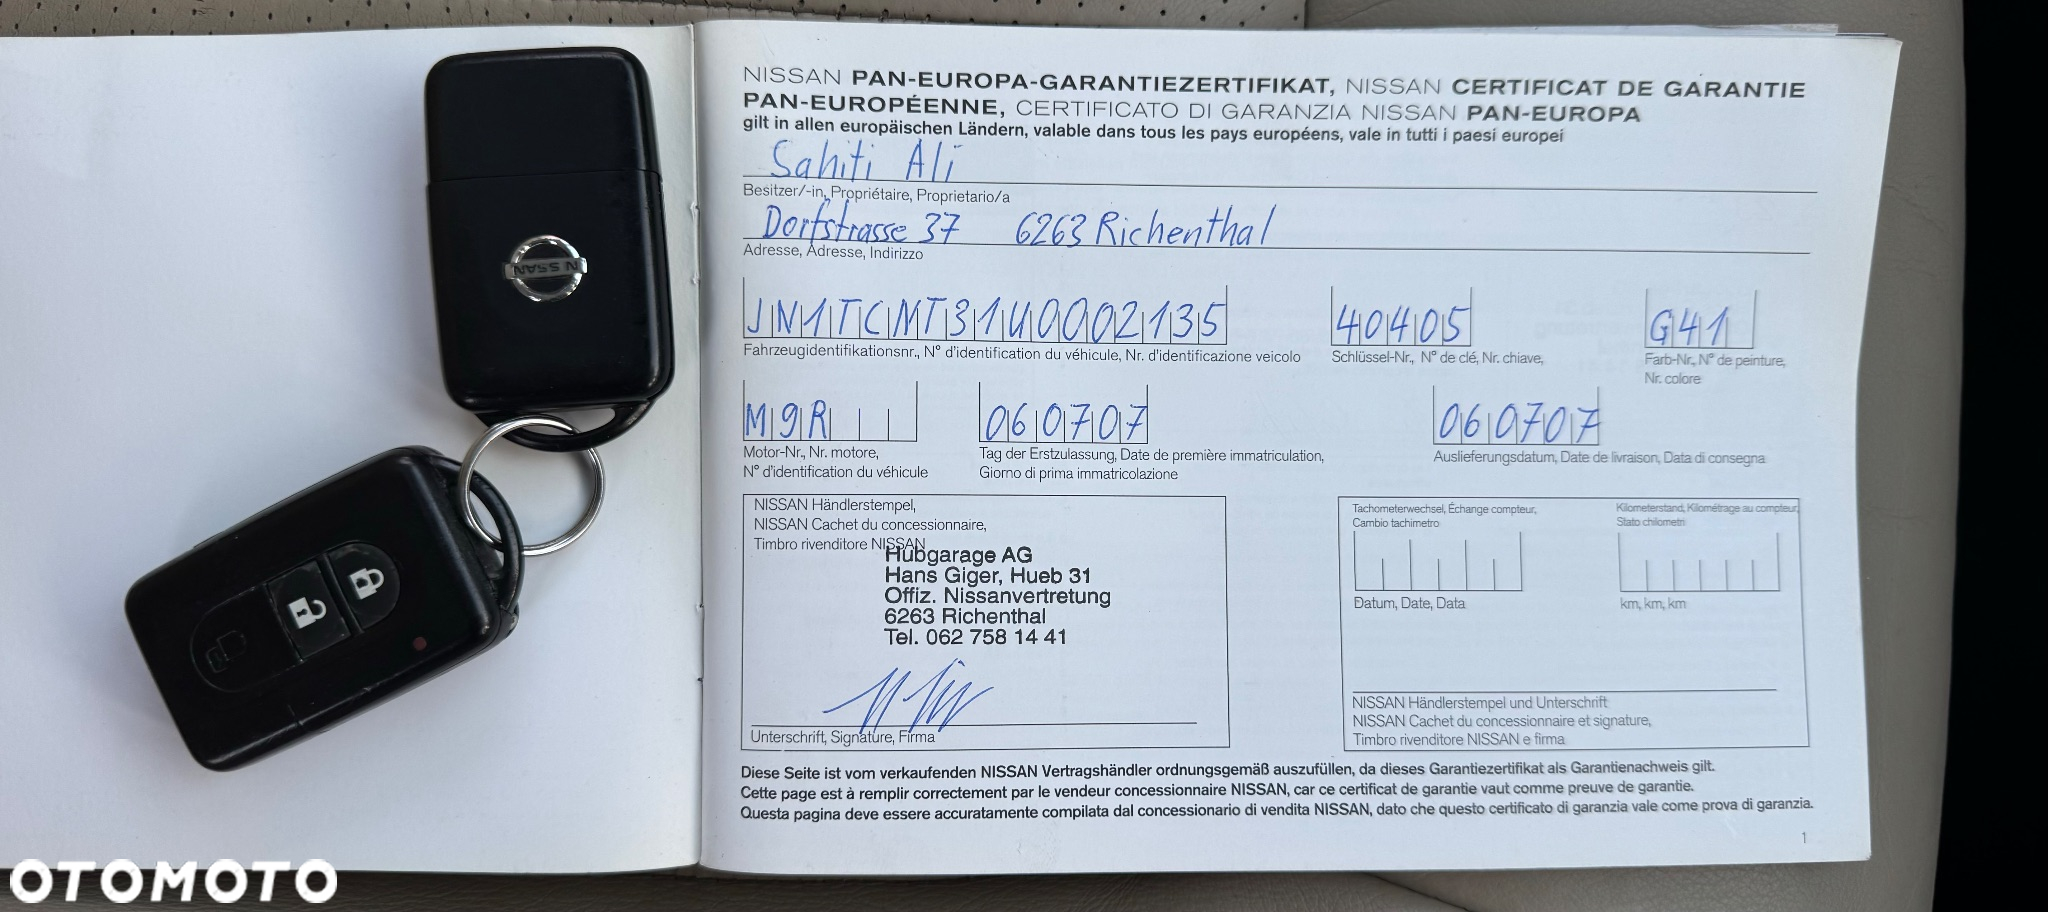 NISSAN
NISSAN PAN-EUROPA-GARANTIEZERTIFIKAT, NISSAN CERTIFICAT DE GARANTIE
PAN-EUROPÉENNE, CERTIFICATO DI GARANZIA NISSAN PAN-EUROPA
gilt in allen europäischen Ländern, valable dans tous les pays européens, vale in tutti i paesi europei
Sahiti Ali
Besitzer/-in, Propriétaire, Proprietario/a
Dorfstrasse 37 6263 Richenthal
Adresse, Adresse, Indirizzo
JN1TCNT31U0002135 40405 G41
Fahrzeugidentifikationsnr., N° d'identification du véhicule, Nr. d'identificazione veicolo Schlüssel-Nr., N° de clé, Nr. chiave, Farb-Nr., N° de peinture,
Nr. colore
M9R 060707 060707
Motor-Nr., Nr. motore, Tag der Erstzulassung, Date de première immatriculation, Auslieferungsdatum, Date de livraison, Data di consegna
N° d'identification du véhicule Giorno di prima immatricolazione
NISSAN Händlerstempel,
NISSAN Cachet du concessionnaire,
Timbro rivenditore NISSAN
Hubgarage AG
Hans Giger, Hueb 31
Offiz. Nissanvertretung
6263 Richenthal
Tel. 062 758 14 41
Unterschrift, Signature, Firma
Tachometerwechsel, Échange compteur, Kilometerstand, Kilométrage au compteur,
Cambio tachimetro Stato chilometri
Datum, Date, Data km, km, km
NISSAN Händlerstempel und Unterschrift
NISSAN Cachet du concessionnaire et signature,
Timbro rivenditore NISSAN e firma
Diese Seite ist vom verkaufenden NISSAN Vertragshändler ordnungsgemäß auszufüllen, da dieses Garantiezertifikat als Garantienachweis gilt.
Cette page est à remplir correctement par le vendeur concessionnaire NISSAN, car ce certificat de garantie vaut comme preuve de garantie.
Questa pagina deve essere accuratamente compilata dal concessionario di vendita NISSAN, dato che questo certificato di garanzia vale come prova di garanzia.
1
OTOMOTO